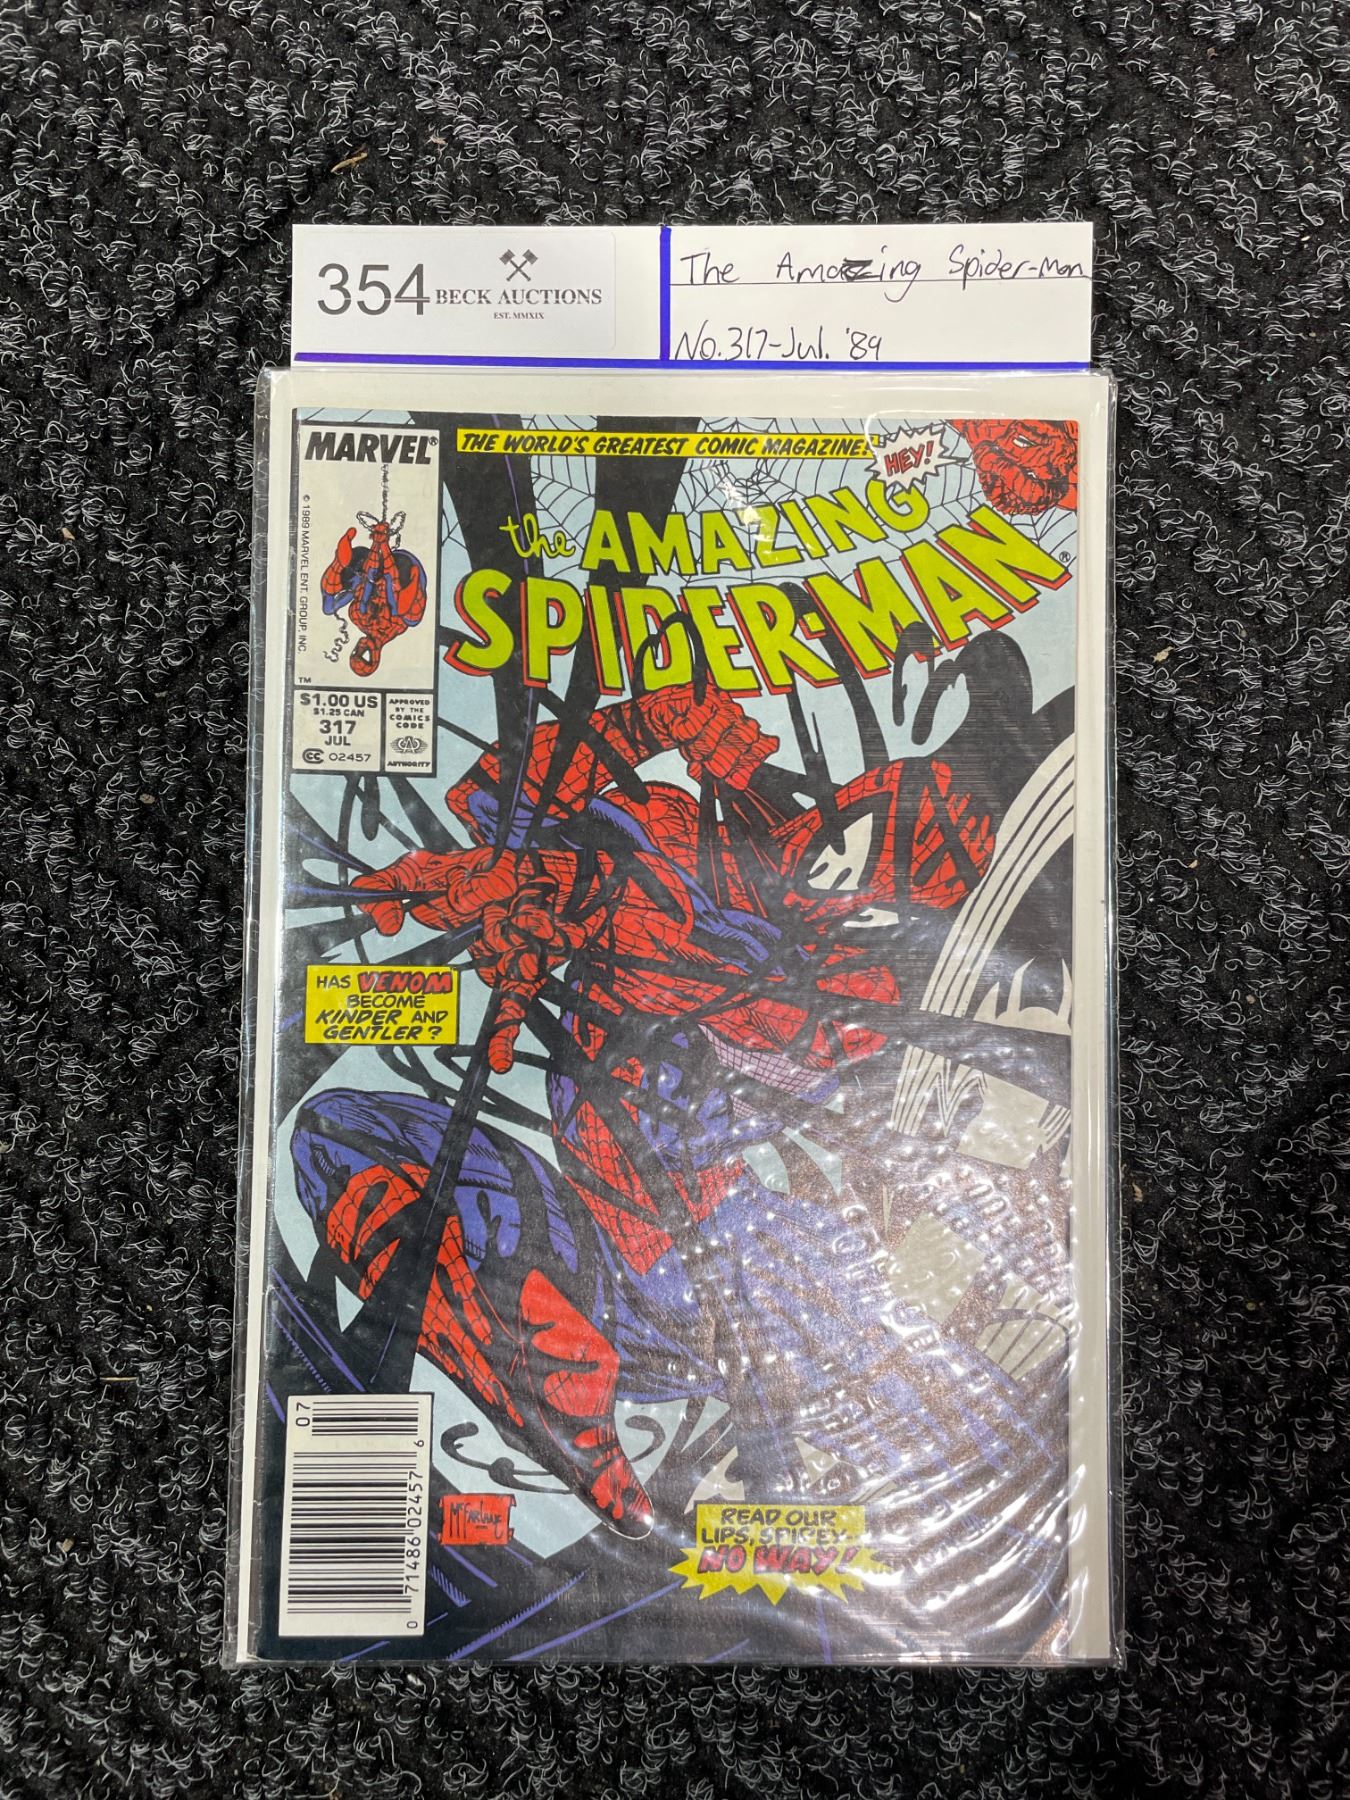 354 BECK AUCTIONS
EST. MMXIX
The Amazing Spider-Man
No.317-Jul. '89
MARVEL®
THE WORLD'S GREATEST COMIC MAGAZINE!
HEY!
© 1989 MARVEL ENT. GROUP, INC.
the AMAZING
SPIDER-MAN®
TM
$1.00 US
$1.25 CAN
317
JUL
CC 02457
APPROVED
BY THE
COMICS
CODE
CA
AUTHORITY
HAS VENOM
BECOME
KINDER AND
GENTLER?
07
0 71486 02457 6
McFARLANE
READ OUR
LIPS, SPIDEY--
NO WAY!